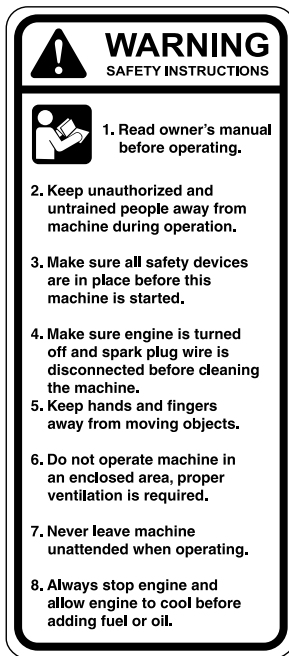 WARNING
SAFETY INSTRUCTIONS
1. Read owner's manual
before operating.
2. Keep unauthorized and
untrained people away from
machine during operation.
3. Make sure all safety devices
are in place before this
machine is started.
4. Make sure engine is turned
off and spark plug wire is
disconnected before cleaning
the machine.
5. Keep hands and fingers
away from moving objects.
6. Do not operate machine in
an enclosed area, proper
ventilation is required.
7. Never leave machine
unattended when operating.
8. Always stop engine and
allow engine to cool before
adding fuel or oil.